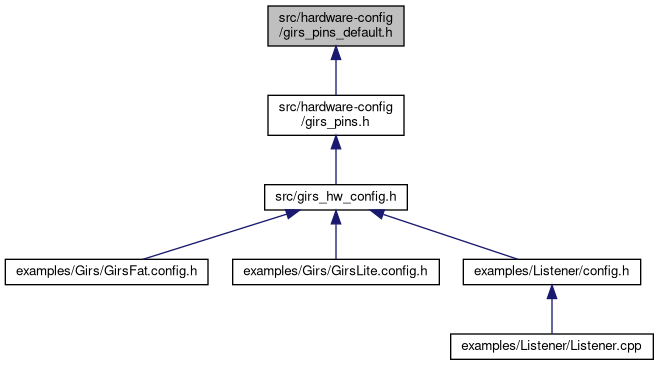 src/hardware-config
/girs_pins_default.h
src/hardware-config
/girs_pins.h
src/girs_hw_config.h
examples/Girs/GirsFat.config.h
examples/Girs/GirsLite.config.h
examples/Listener/config.h
examples/Listener/Listener.cpp